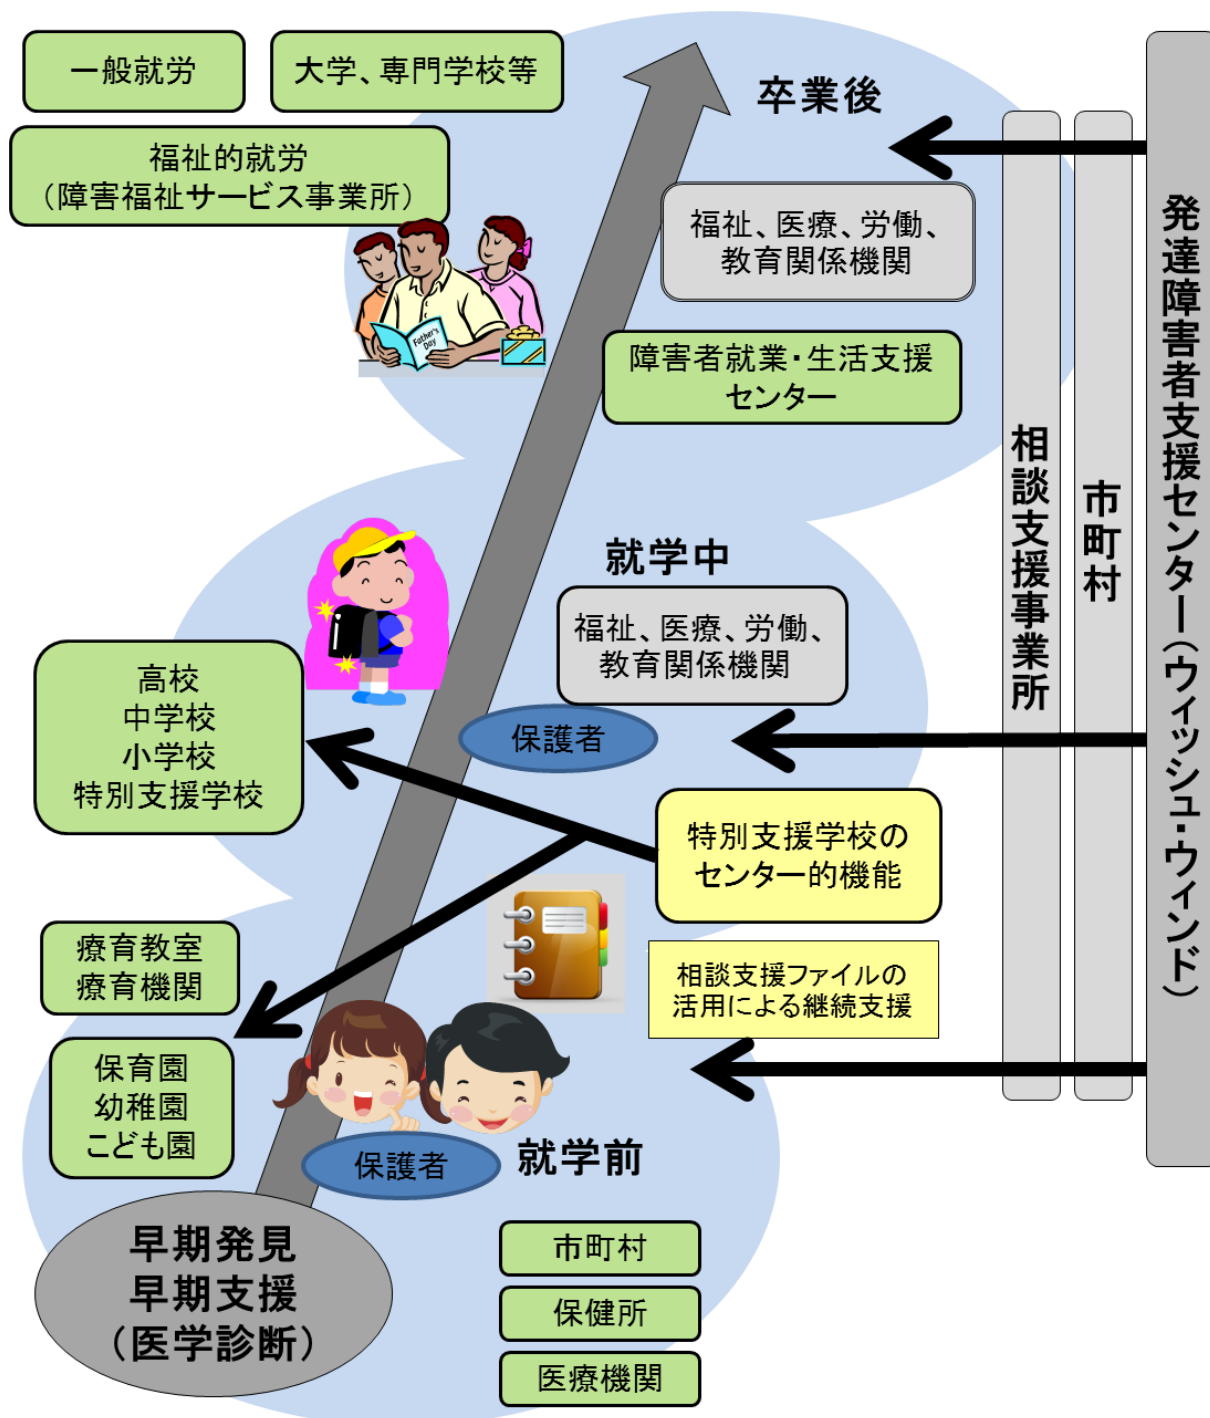 一般就労
大学、専門学校等
福祉的就労
（障害福祉サービス事業所）
卒業後
福祉、医療、労働、
教育関係機関
Father's
Day
障害者就業・生活支援
センター
発達障害者支援センター（ウィッシュ・ウィンド）
市町村
相談支援事業所
就学中
福祉、医療、労働、
教育関係機関
高校
中学校
小学校
特別支援学校
保護者
特別支援学校の
センター的機能
療育教室
療育機関
相談支援ファイルの
活用による継続支援
保育園
幼稚園
こども園
保護者
就学前
早期発見
早期支援
（医学診断）
市町村
保健所
医療機関